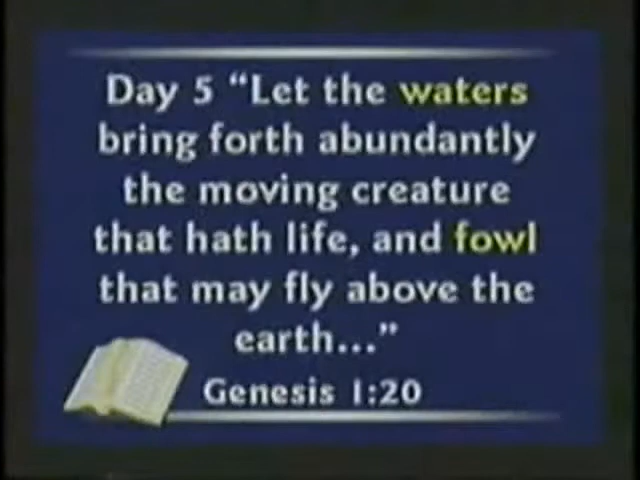 Day 5 “Let the waters
bring forth abundantly
the moving creature
that hath life, and fowl
that may fly above the
earth...”
Genesis 1:20